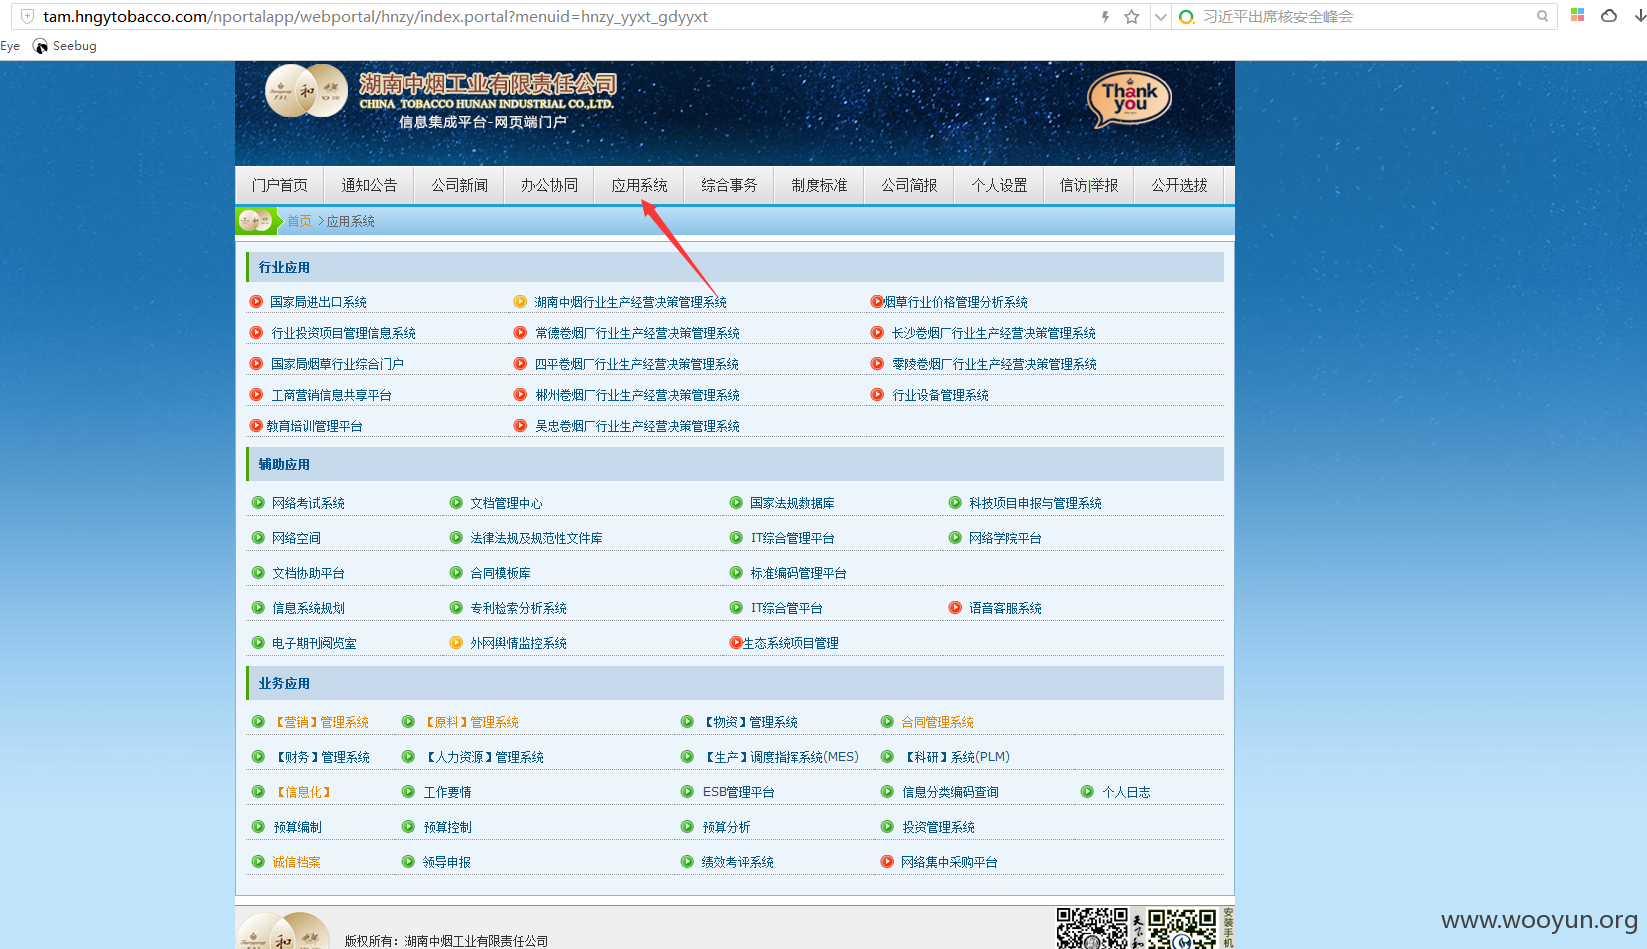 tam.hngytobacco.com/nportalapp/webportal/hnzy/index.portal?menuid=hnzy_yyxt_gdyyxt
习近平出席核安全峰会
Eye Seebug
湖南中烟工业有限责任公司
CHINA TOBACCO HUNAN INDUSTRIAL CO.,LTD.
信息集成平台-网页端门户
Thank
you
门户首页 通知公告 公司新闻 办公协同 应用系统 综合事务 制度标准 公司简报 个人设置 信访|举报 公开选拔
首页 >应用系统
行业应用
国家局进出口系统 湖南中烟行业生产经营决策管理系统 烟草行业价格管理分析系统
行业投资项目管理信息系统 常德卷烟厂行业生产经营决策管理系统 长沙卷烟厂行业生产经营决策管理系统
国家局烟草行业综合门户 四平卷烟厂行业生产经营决策管理系统 零陵卷烟厂行业生产经营决策管理系统
工商营销信息共享平台 郴州卷烟厂行业生产经营决策管理系统 行业设备管理系统
教育培训管理平台 吴忠卷烟厂行业生产经营决策管理系统
辅助应用
网络考试系统 文档管理中心 国家法规数据库 科技项目申报与管理系统
网络空间 法律法规及规范性文件库 IT综合管理平台 网络学院平台
文档协助平台 合同模板库 标准编码管理平台
信息系统规划 专利检索分析系统 IT综合管平台 语音客服系统
电子期刊阅览室 外网舆情监控系统 生态系统项目管理
业务应用
【营销】管理系统 【原料】管理系统 【物资】管理系统 合同管理系统
【财务】管理系统 【人力资源】管理系统 【生产】调度指挥系统(MES) 【科研】系统(PLM)
【信息化】 工作要情 ESB管理平台 信息分类编码查询 个人日志
预算编制 预算控制 预算分析 投资管理系统
诚信档案 领导申报 绩效考评系统 网络集中采购平台
www.wooyun.org
和
版权所有：湖南中烟工业有限责任公司
天下和
安装手机